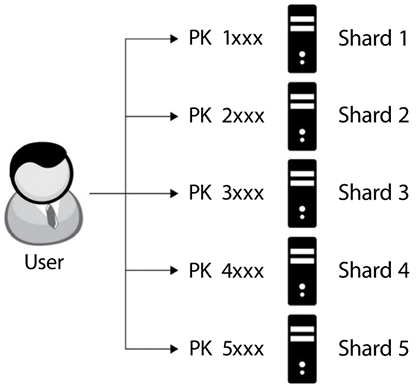 PK 1xxx Shard 1
PK 2xxx Shard 2
PK 3xxx Shard 3
User
PK 4xxx Shard 4
PK 5xxx Shard 5